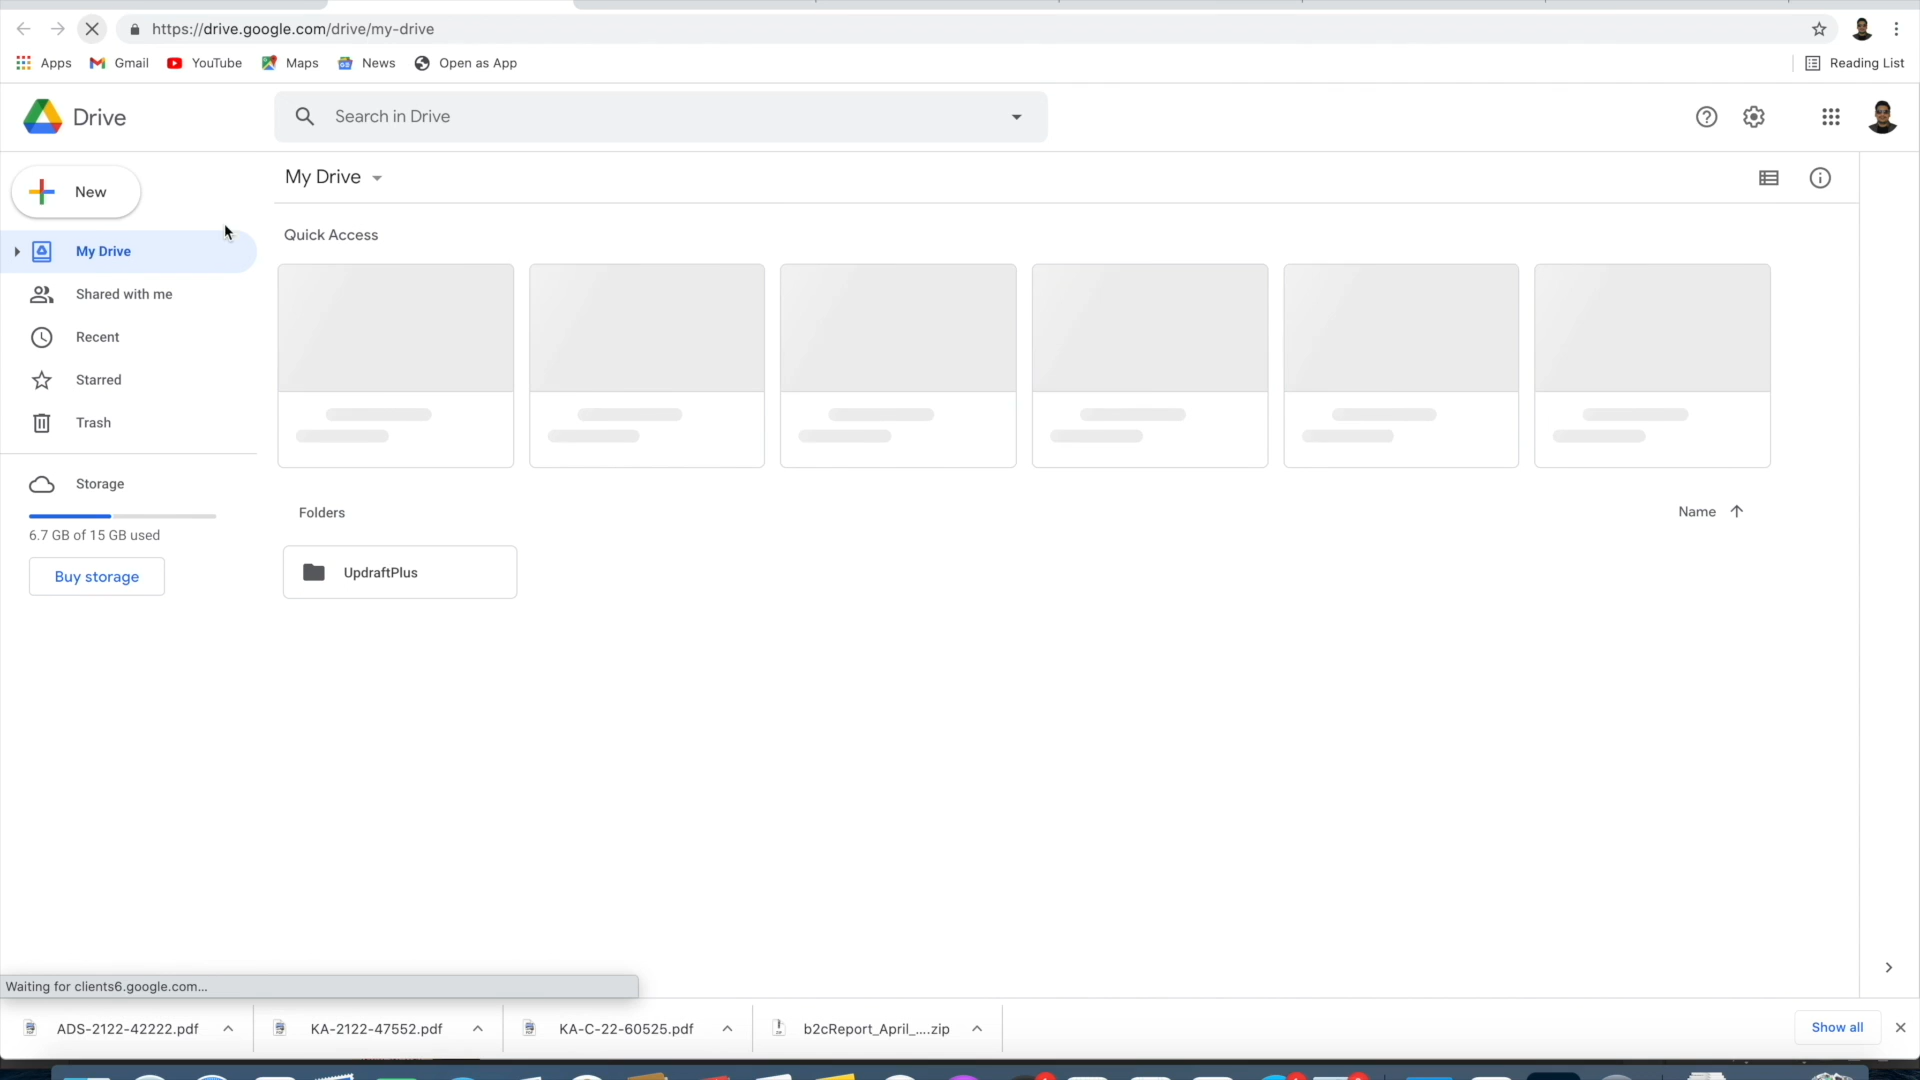 https://drive.google.com/drive/my-drive
Apps Gmail YouTube Maps News Open as App Reading List
Drive Search in Drive
New
My Drive
Shared with me
Recent
Starred
Trash
Storage
6.7 GB of 15 GB used
Buy storage
My Drive
Quick Access
Folders Name
UpdraftPlus
Waiting for clients6.google.com...
ADS-2122-42222.pdf KA-2122-47552.pdf KA-C-22-60525.pdf b2cReport_April_....zip Show all